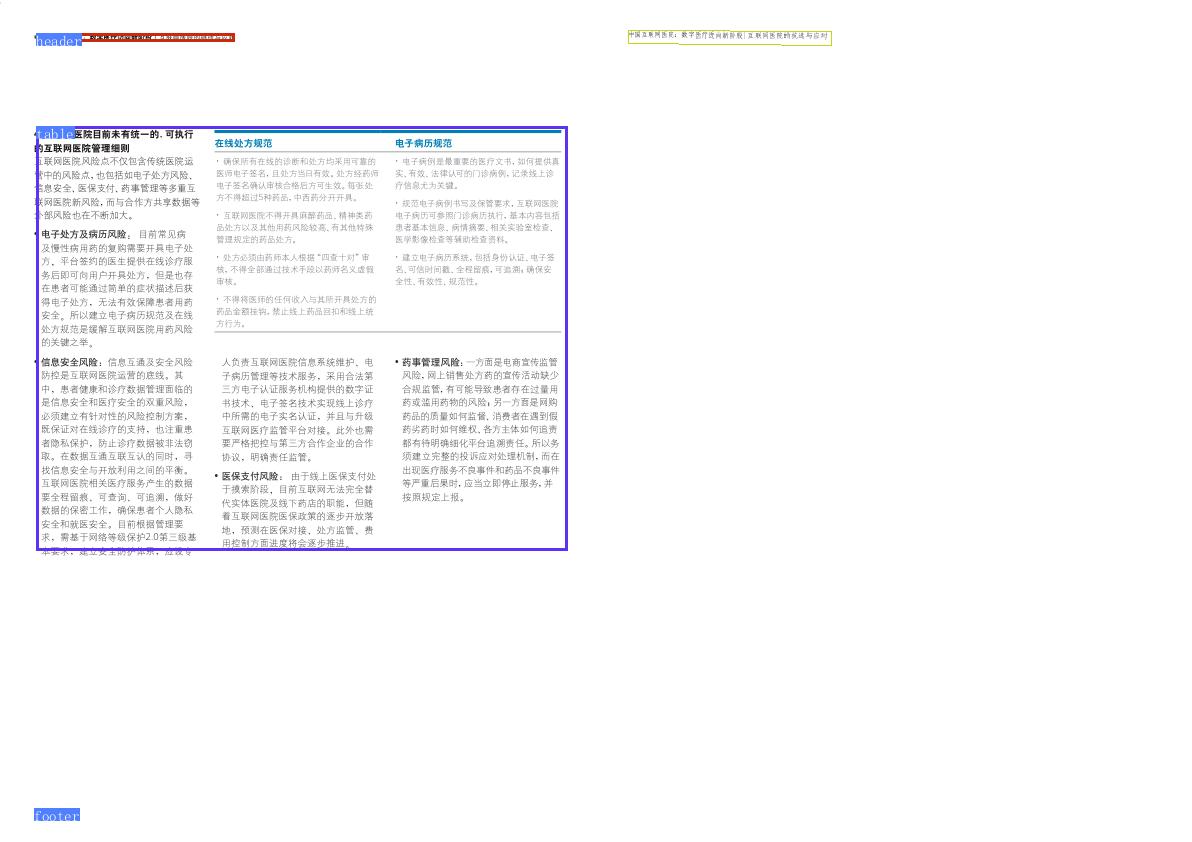 header
中国互联网医院：数字医疗迈向新阶段| 互联网医院的挑战与应对
table
医院目前未有统一的、可执行
的互联网医院管理细则
互联网医院风险点不仅包含传统医院运
营中的风险点，也包括如电子处方风险、
信息安全、医保支付、药事管理等多重互
联网医院新风险，而与合作方共享数据等
外部风险也在不断加大。
• 电子处方及病历风险： 目前常见病
及慢性病用药的复购需要开具电子处
方、平台签约的医生提供在线诊疗服
务后即可向用户开具处方，但是也存
在患者可能通过简单的症状描述后获
得电子处方，无法有效保障患者用药
安全。所以建立电子病历规范及在线
处方规范是缓解互联网医院用药风险
的关键之举。
• 信息安全风险：信息互通及安全风险
防控是互联网医院运营的底线。其
中，患者健康和诊疗数据管理面临的
是信息安全和医疗安全的双重风险，
必须建立有针对性的风险控制方案，
既保证对在线诊疗的支持，也注重患
者隐私保护，防止诊疗数据被非法窃
取。在数据互通互联互认的同时，寻
找信息安全与开放利用之间的平衡。
互联网医院相关医疗服务产生的数据
要全程留痕、可查询、可追溯，做好
数据的保密工作，确保患者个人隐私
安全和就医安全。目前根据管理要
求，需基于网络等级保护2.0第三级基
本要求，建立安全防护体系，应设专
在线处方规范
· 确保所有在线的诊断和处方均采用可靠的
医师电子签名，且处方当日有效。处方经药师
电子签名确认审核合格后方可生效。每张处
方不得超过5种药品，中西药分开开具。
· 互联网医院不得开具麻醉药品、精神类药
品处方以及其他用药风险较高、有其他特殊
管理规定的药品处方。
· 处方必须由药师本人根据“四查十对”审
核，不得全部通过技术手段以药师名义虚假
审核。
· 不得将医师的任何收入与其所开具处方的
药品金额挂钩，禁止线上药品回扣和线上统
方行为。
电子病历规范
· 电子病例是最重要的医疗文书，如何提供真
实、有效、法律认可的门诊病例，记录线上诊
疗信息尤为关键。
· 规范电子病例书写及保管要求，互联网医院
电子病历可参照门诊病历执行，基本内容包括
患者基本信息、病情摘要、相关实验室检查、
医学影像检查等辅助检查资料。
· 建立电子病历系统，包括身份认证、电子签
名、可信时间戳、全程留痕，可追溯；确保安
全性、有效性、规范性。
人负责互联网医院信息系统维护、电
子病历管理等技术服务，采用合法第
三方电子认证服务机构提供的数字证
书技术、电子签名技术实现线上诊疗
中所需的电子实名认证，并且与升级
互联网医疗监管平台对接。此外也需
要严格把控与第三方合作企业的合作
协议，明确责任监管。
• 医保支付风险： 由于线上医保支付处
于摸索阶段、目前互联网无法完全替
代实体医院及线下药店的职能，但随
着互联网医院医保政策的逐步开放落
地，预测在医保对接、处方监管、费
用控制方面进度将会逐步推进。
• 药事管理风险：一方面是电商宣传监管
风险，网上销售处方药的宣传活动缺少
合规监管，有可能导致患者存在过量用
药或滥用药物的风险；另一方面是网购
药品的质量如何监督、消费者在遇到假
药劣药时如何维权、各方主体如何追责
都有待明确细化平台追溯责任。所以务
须建立完整的投诉应对处理机制，而在
出现医疗服务不良事件和药品不良事件
等严重后果时，应当立即停止服务，并
按照规定上报。
footer